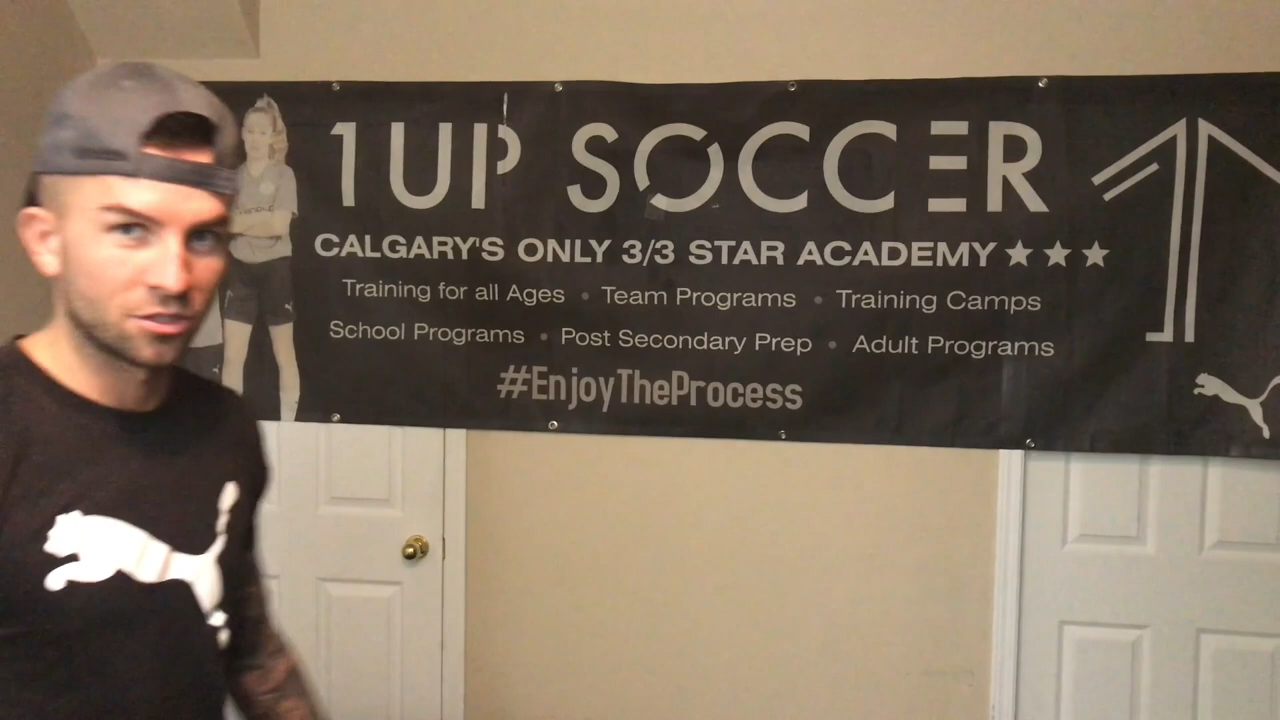 1UP SOCCER
CALGARY'S ONLY 3/3 STAR ACADEMY ★★★
Training for all Ages • Team Programs • Training Camps
School Programs • Post Secondary Prep • Adult Programs
#EnjoyTheProcess